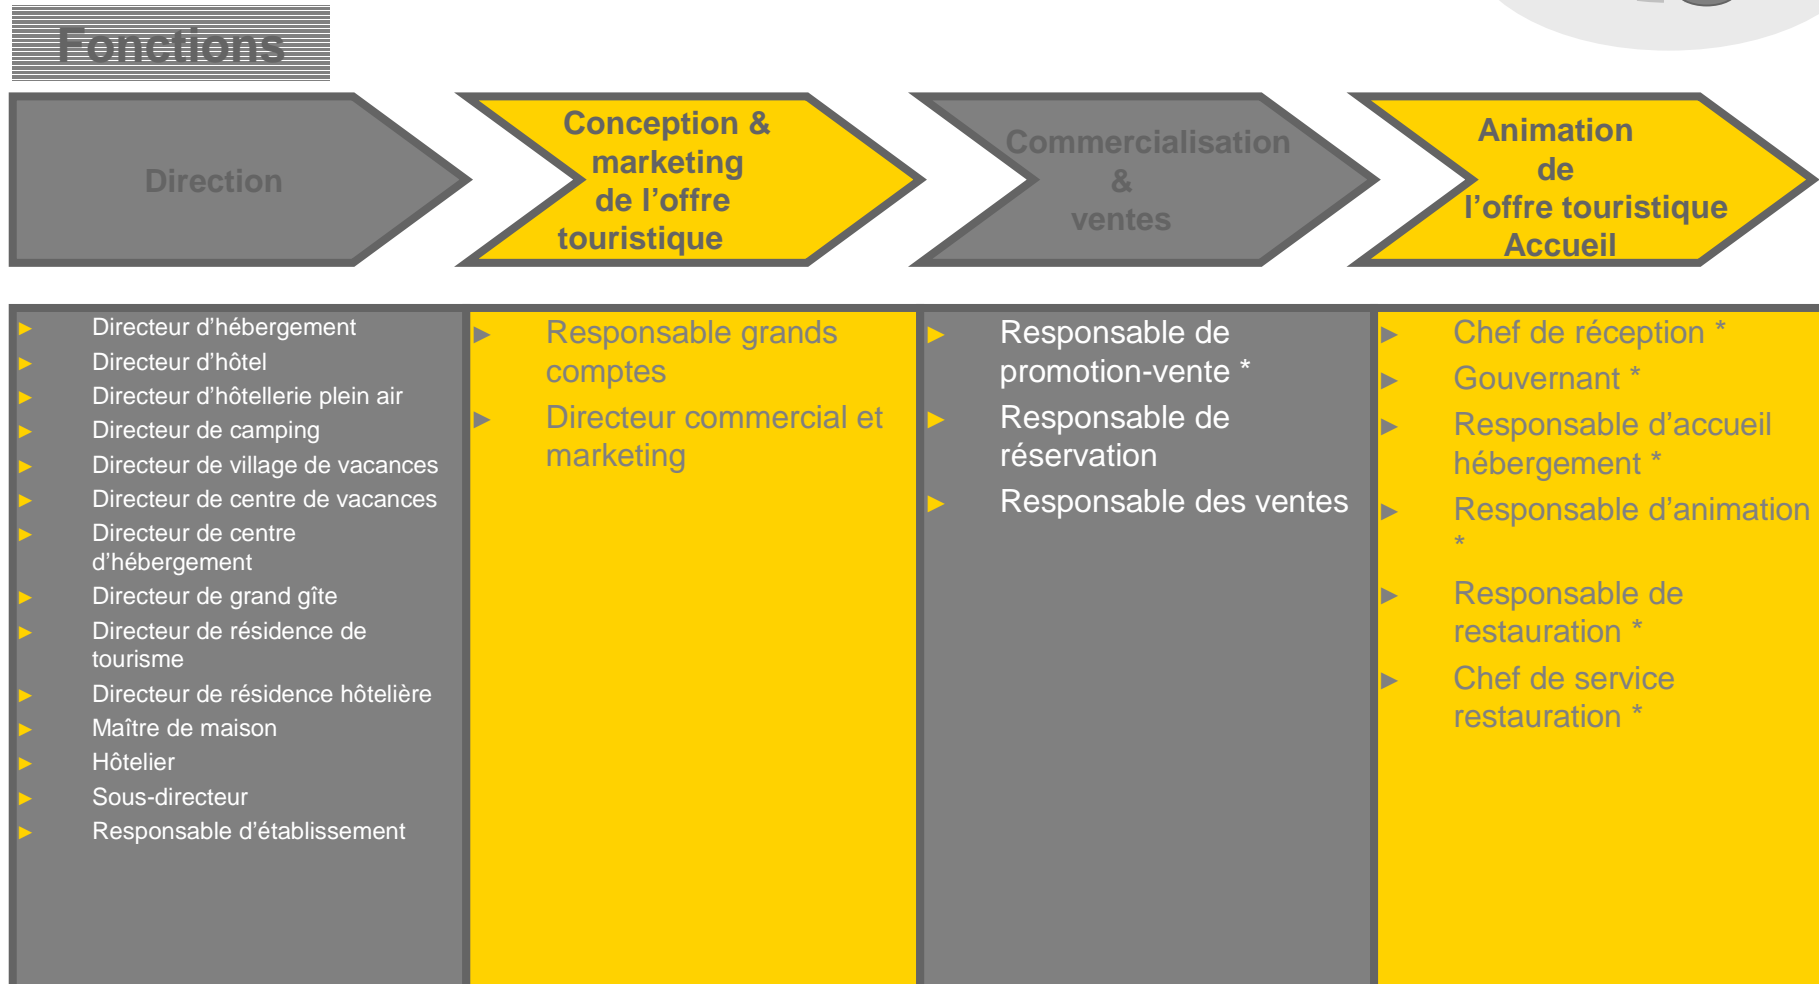 Fonctions
Direction
Conception &
marketing
de l’offre
touristique
Commercialisation
&
ventes
Animation
de
l’offre touristique
Accueil
► Directeur d’hébergement
► Directeur d’hôtel
► Directeur d’hôtellerie plein air
► Directeur de camping
► Directeur de village de vacances
► Directeur de centre de vacances
► Directeur de centre
d’hébergement
► Directeur de grand gîte
► Directeur de résidence de
tourisme
► Directeur de résidence hôtelière
► Maître de maison
► Hôtelier
► Sous-directeur
► Responsable d’établissement
► Responsable grands
comptes
► Directeur commercial et
marketing
► Responsable de
promotion-vente *
► Responsable de
réservation
► Responsable des ventes
► Chef de réception *
► Gouvernant *
► Responsable d’accueil
hébergement *
► Responsable d’animation
*
► Responsable de
restauration *
► Chef de service
restauration *